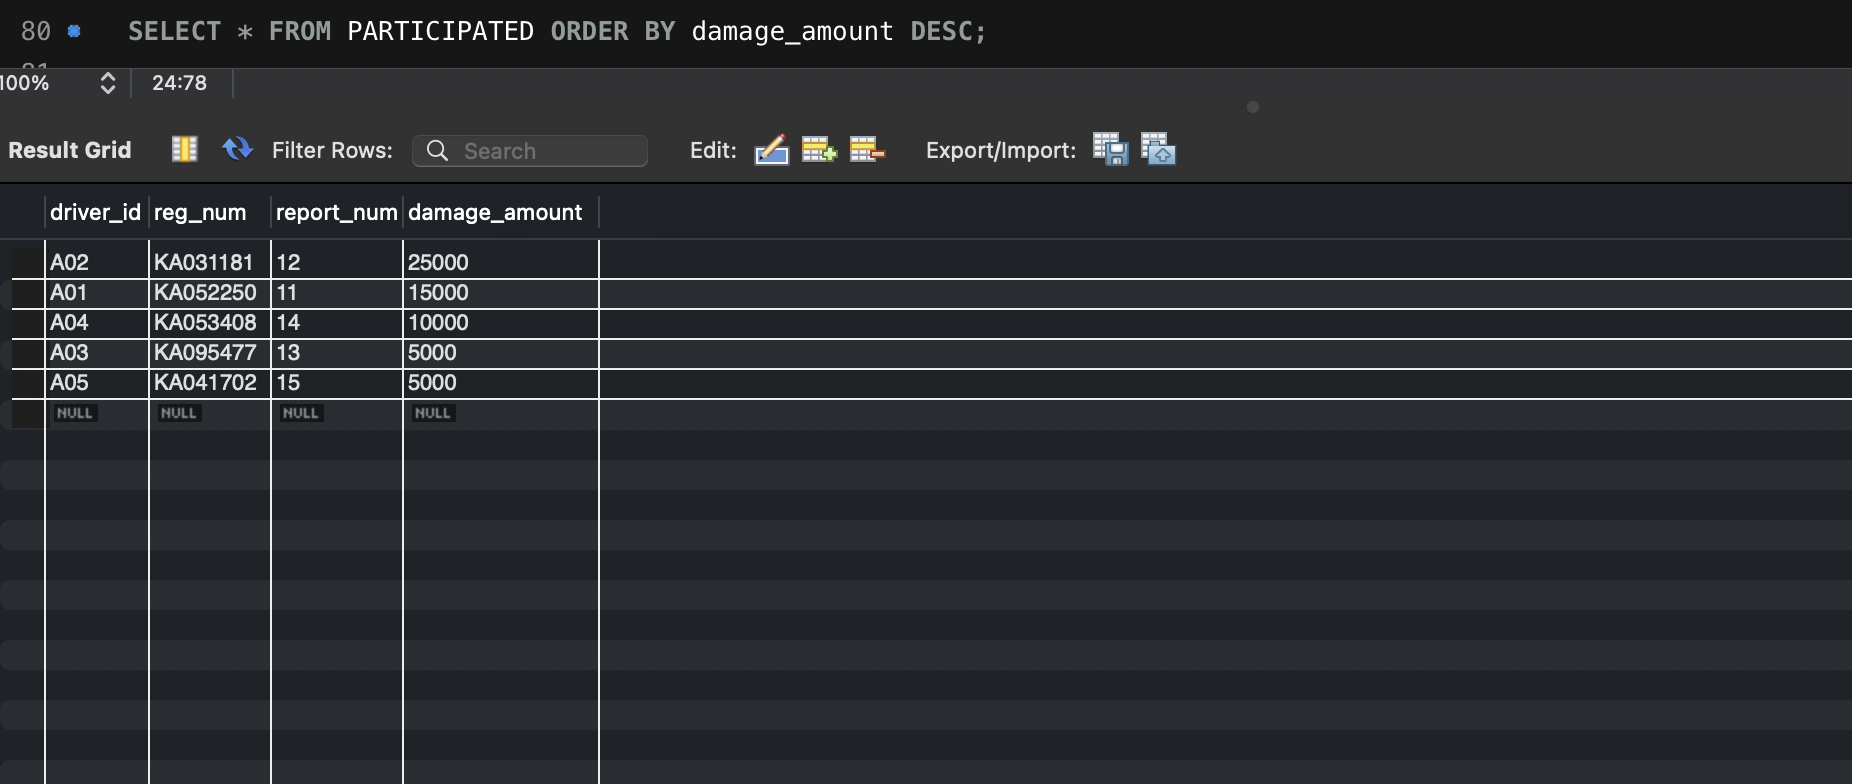 80 SELECT * FROM PARTICIPATED ORDER BY damage_amount DESC;
100% 24:78
Result Grid Filter Rows: Search Edit: Export/Import:
driver_id reg_num report_num damage_amount
A02 KA031181 12 25000
A01 KA052250 11 15000
A04 KA053408 14 10000
A03 KA095477 13 5000
A05 KA041702 15 5000
NULL NULL NULL NULL